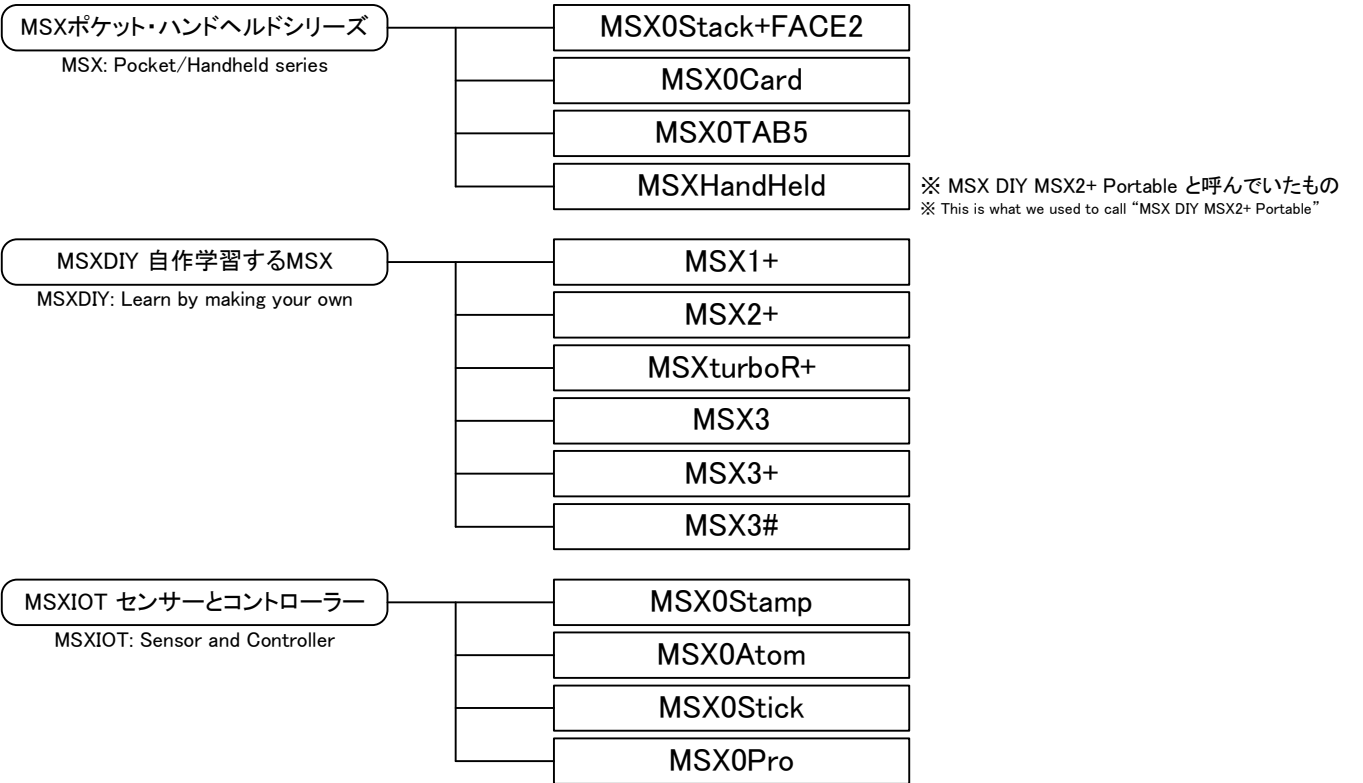 MSXポケット・ハンドヘルドシリーズ
MSX: Pocket/Handheld series
MSX0Stack+FACE2
MSX0Card
MSX0TAB5
MSXHandHeld
※ MSX DIY MSX2+ Portable と呼んでいたもの
※ This is what we used to call “MSX DIY MSX2+ Portable”
MSXDIY 自作学習するMSX
MSXDIY: Learn by making your own
MSX1+
MSX2+
MSXturboR+
MSX3
MSX3+
MSX3#
MSXIOT センサーとコントローラー
MSXIOT: Sensor and Controller
MSX0Stamp
MSX0Atom
MSX0Stick
MSX0Pro